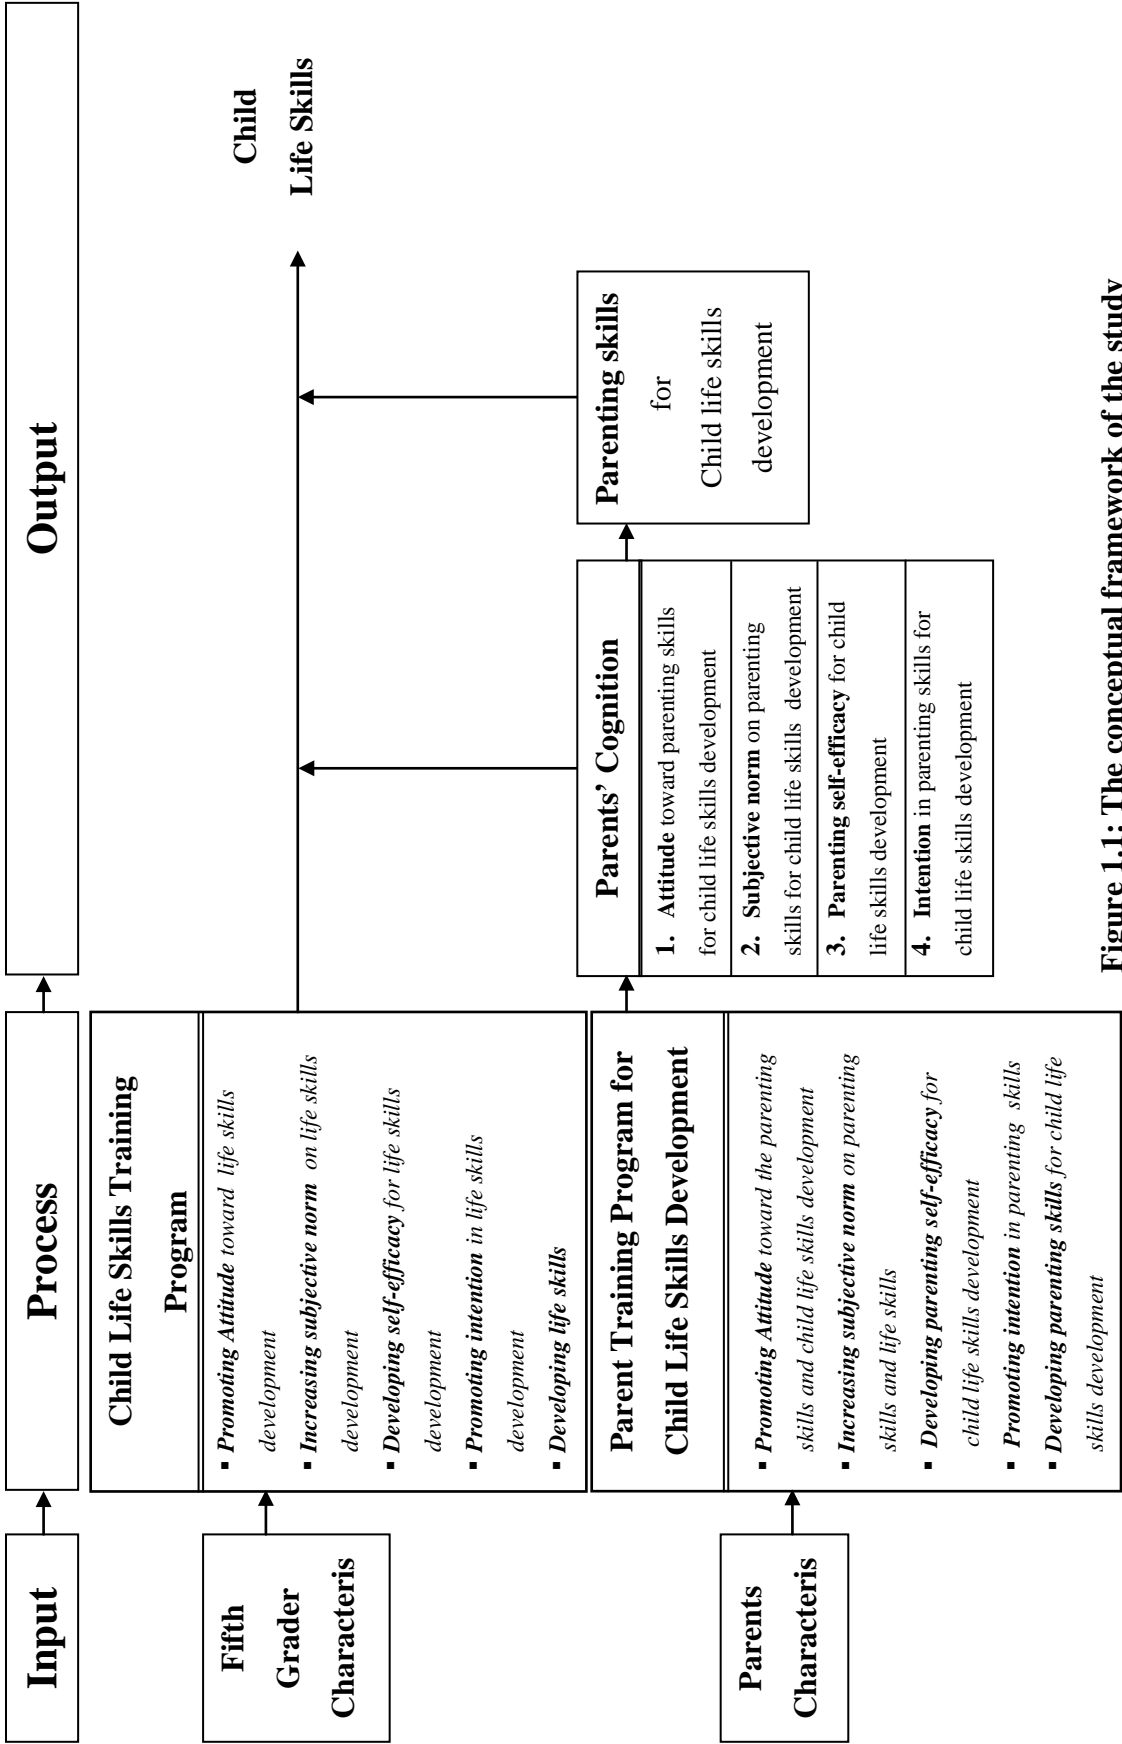 Input
Process
Output
Fifth
Grader
Characteris
Child Life Skills Training
Program
▪ Promoting Attitude toward life skills
development
▪ Increasing subjective norm on life skills
development
▪ Developing self-efficacy for life skills
development
▪ Promoting intention in life skills
development
▪ Developing life skills
Child
Life Skills
Parents
Characteris
Parent Training Program for
Child Life Skills Development
▪ Promoting Attitude toward the parenting
skills and child life skills development
▪ Increasing subjective norm on parenting
skills and life skills
▪ Developing parenting self-efficacy for
child life skills development
▪ Promoting intention in parenting skills
▪ Developing parenting skills for child life
skills development
Parents’ Cognition
1. Attitude toward parenting skills
for child life skills development
2. Subjective norm on parenting
skills for child life skills development
3. Parenting self-efficacy for child
life skills development
4. Intention in parenting skills for
child life skills development
Parenting skills
for
Child life skills
development
Figure 1.1: The conceptual framework of the study